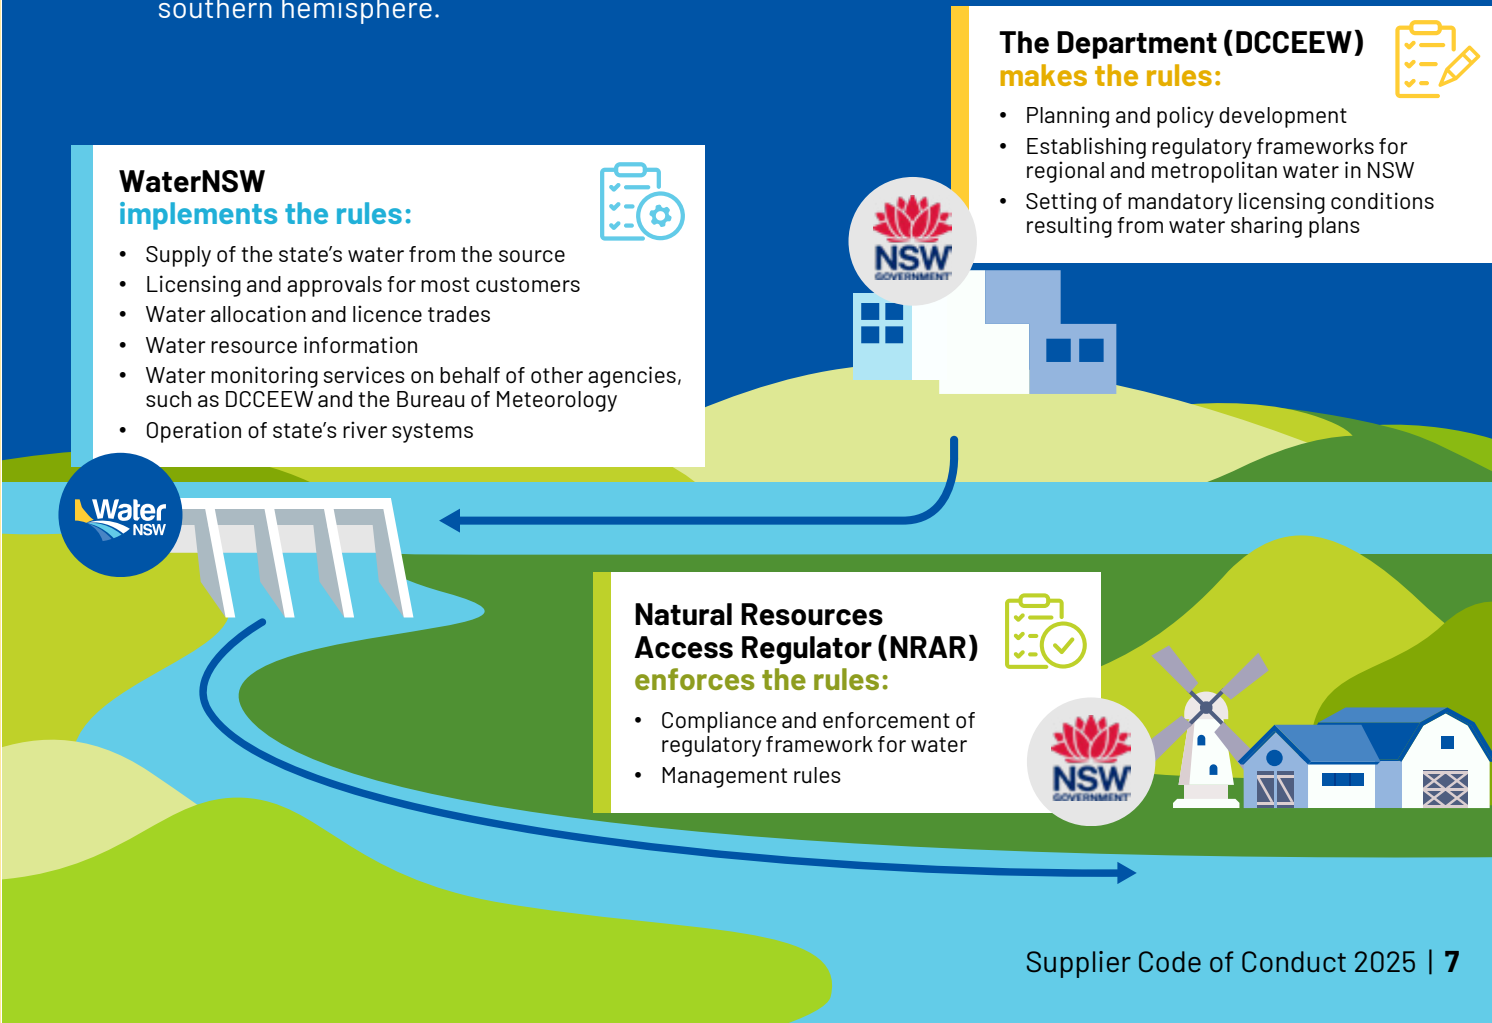 southern hemisphere.
The Department (DCCEEW)
makes the rules:
• Planning and policy development
• Establishing regulatory frameworks for
regional and metropolitan water in NSW
• Setting of mandatory licensing conditions
resulting from water sharing plans
NSW
GOVERNMENT
WaterNSW
implements the rules:
• Supply of the state’s water from the source
• Licensing and approvals for most customers
• Water allocation and licence trades
• Water resource information
• Water monitoring services on behalf of other agencies,
such as DCCEEW and the Bureau of Meteorology
• Operation of state’s river systems
Water
NSW
Natural Resources
Access Regulator (NRAR)
enforces the rules:
• Compliance and enforcement of
regulatory framework for water
• Management rules
NSW
GOVERNMENT
Supplier Code of Conduct 2025 | 7